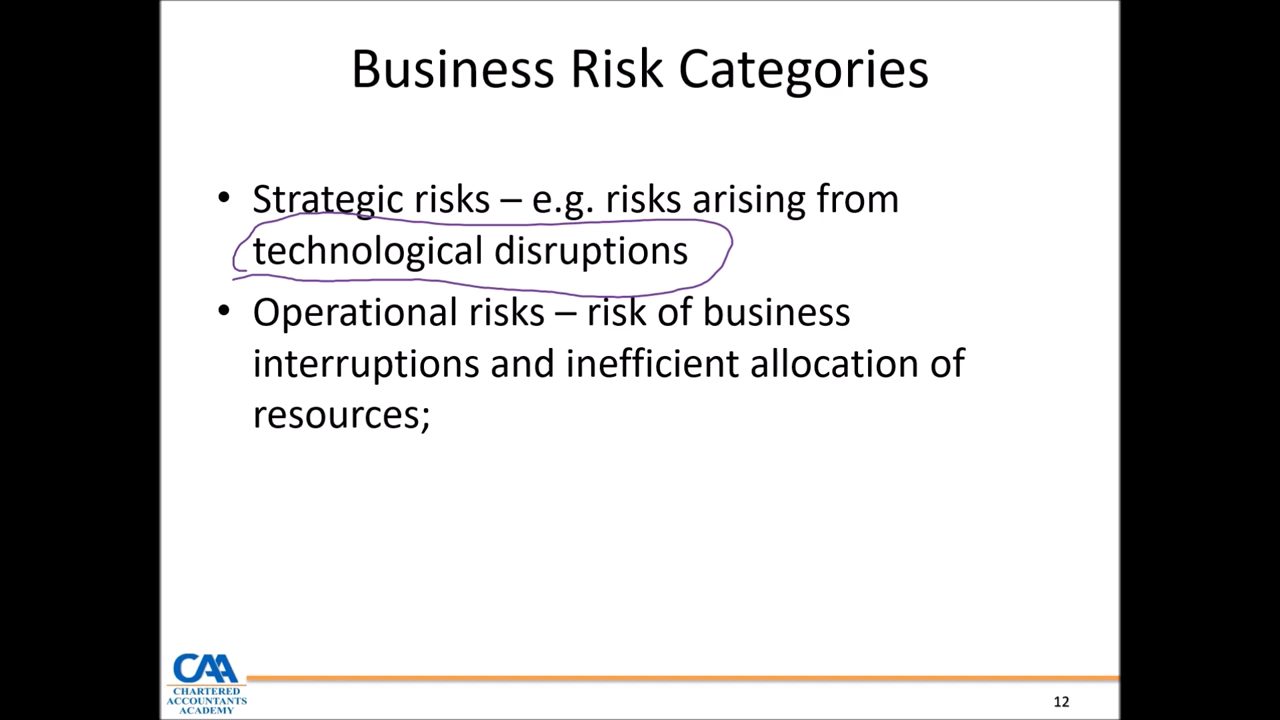 Business Risk Categories
• Strategic risks – e.g. risks arising from
technological disruptions
• Operational risks – risk of business
interruptions and inefficient allocation of
resources;
CAA
CHARTERED
ACCOUNTANTS
ACADEMY
12